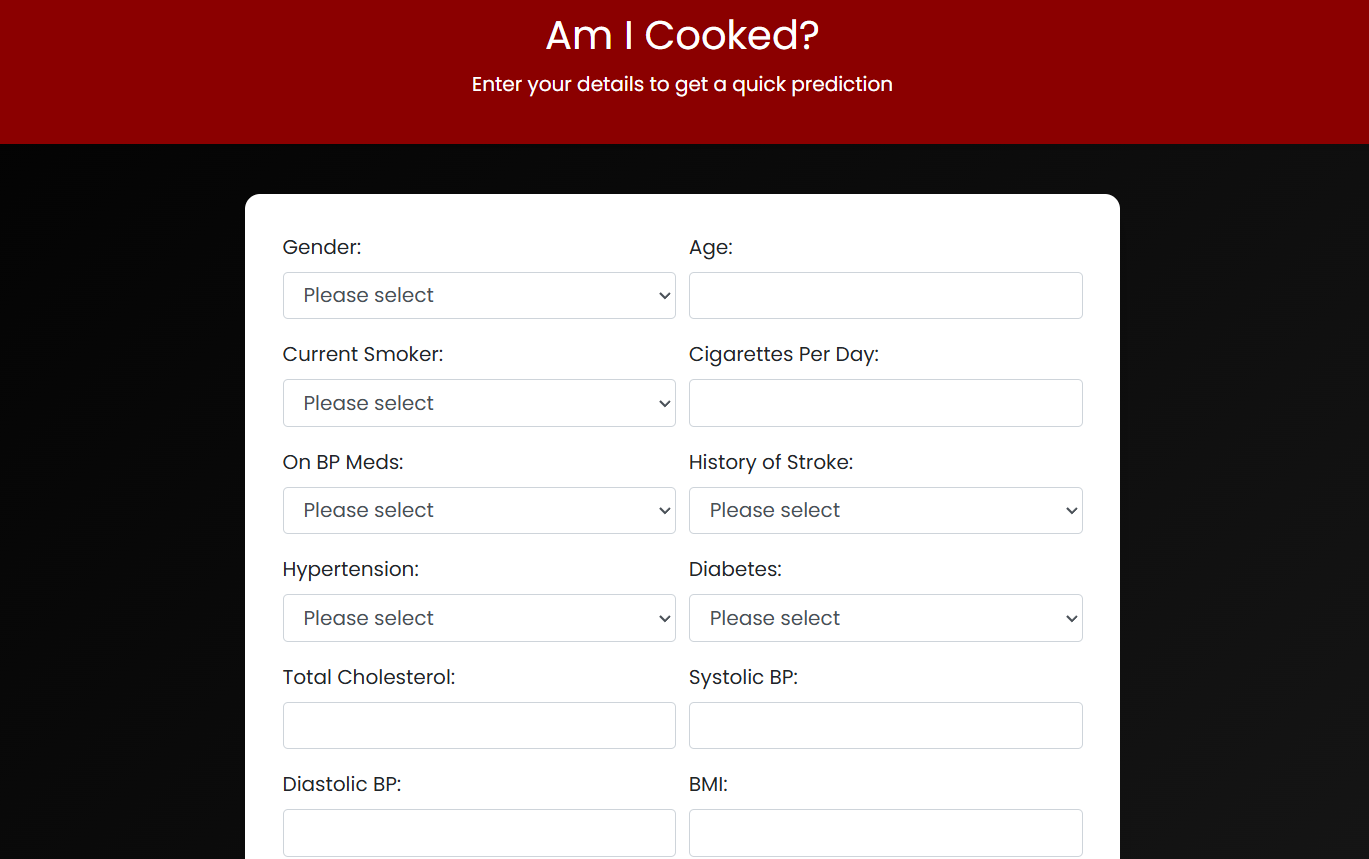 Am I Cooked?
Enter your details to get a quick prediction
Gender: Age:
Please select
Current Smoker: Cigarettes Per Day:
Please select
On BP Meds: History of Stroke:
Please select Please select
Hypertension: Diabetes:
Please select Please select
Total Cholesterol: Systolic BP:
Diastolic BP: BMI: